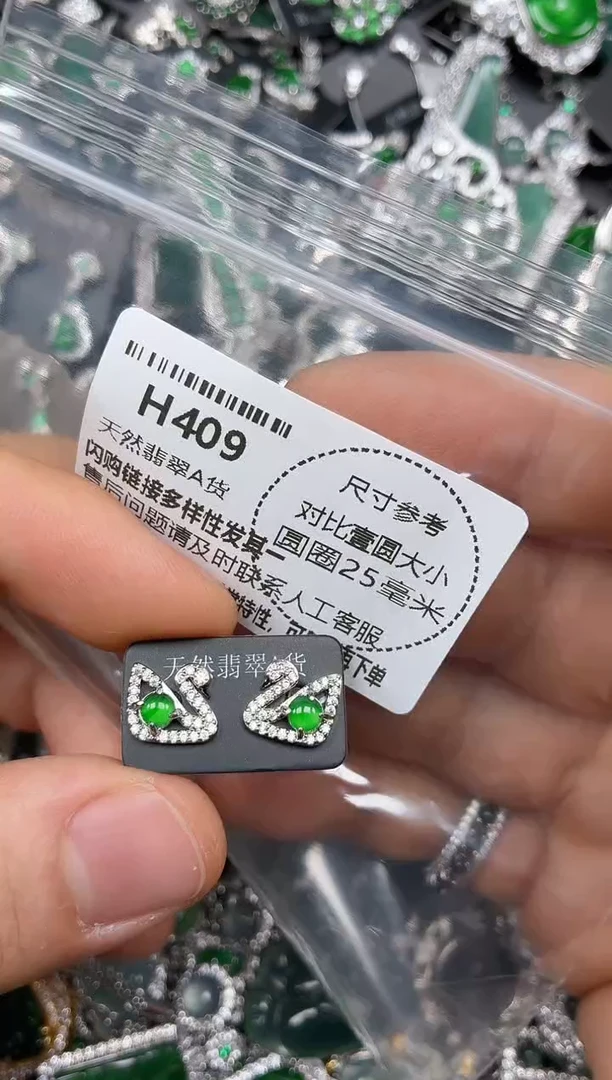 H409
天然翡翠A货
闪购链接多样性发其一
售后问题请及时联系人工客服
特性
下单
尺寸参考
对比壹圆大小
圆圈25毫米
天然翡翠A货